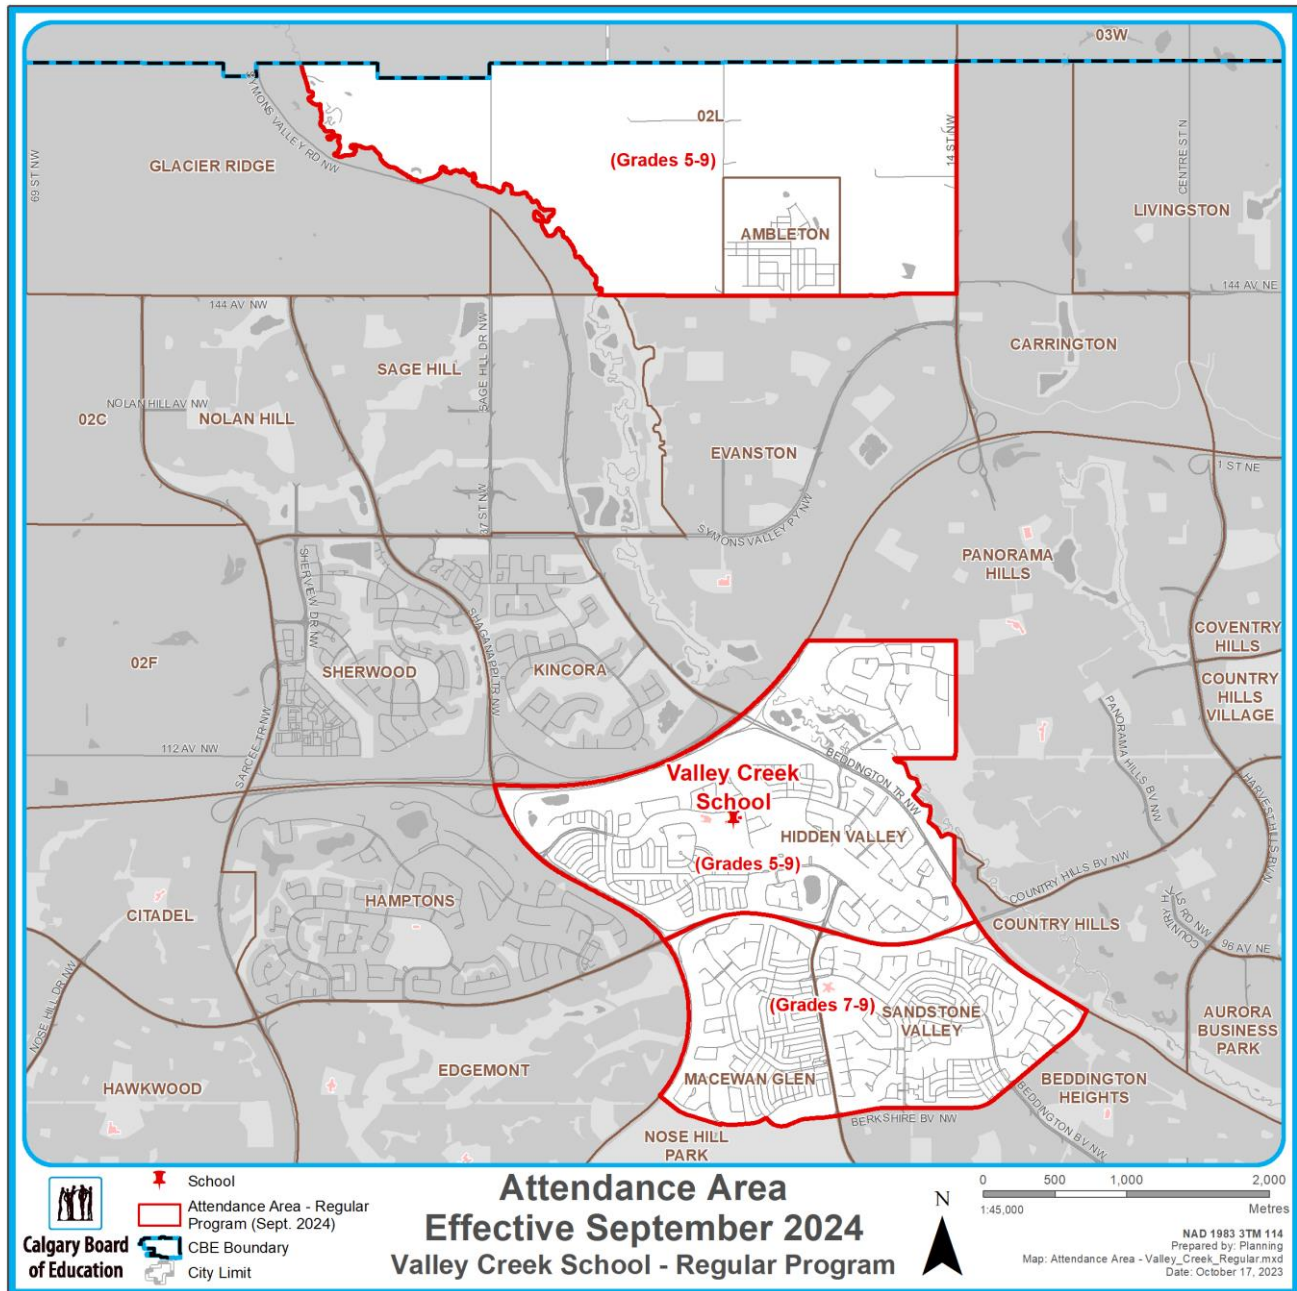 03W
SYMONS VALLEY RD NW
02L
(Grades 5-9)
14 ST NW
CENTRE ST N
69 ST NW
GLACIER RIDGE
LIVINGSTON
AMBLETON
144 AV NW
144 AV NE
SAGE HILL DR NW
CARRINGTON
SAGE HILL
NOLAN HILL AV NW
02C
NOLAN HILL
EVANSTON
1 ST NE
37 ST NW
SYMONS VALLEY PY NW
PANORAMA
HILLS
SHERVIEW DR NW
SHAGANAPPI TR NW
COVENTRY
HILLS
02F
SHERWOOD
KINCORA
COUNTRY
HILLS
VILLAGE
PANORAMA HILLS BV NW
SARCEE TR NW
112 AV NW
BEDDINGTON TR NW
HARVEST HILLS BV N
Valley Creek
School
HIDDEN VALLEY
(Grades 5-9)
COUNTRY HILLS BV NW
HAMPTONS
CITADEL
COUNTRY HILLS
96 AV NE
NOSE HILL DR NW
(Grades 7-9)
SANDSTONE
VALLEY
AURORA
BUSINESS
PARK
EDGEMONT
MACEWAN GLEN
HAWKWOOD
BEDDINGTON
HEIGHTS
BERKSHIRE BV NW
BEDDINGTON BV NW
NOSE HILL
PARK
Calgary Board
of Education
School
Attendance Area - Regular
Program (Sept. 2024)
CBE Boundary
City Limit
Attendance Area
Effective September 2024
Valley Creek School - Regular Program
N
0 500 1,000 2,000
1:45,000 Metres
NAD 1983 3TM 114
Prepared by: Planning
Map: Attendance Area - Valley_Creek_Regular.mxd
Date: October 17, 2023